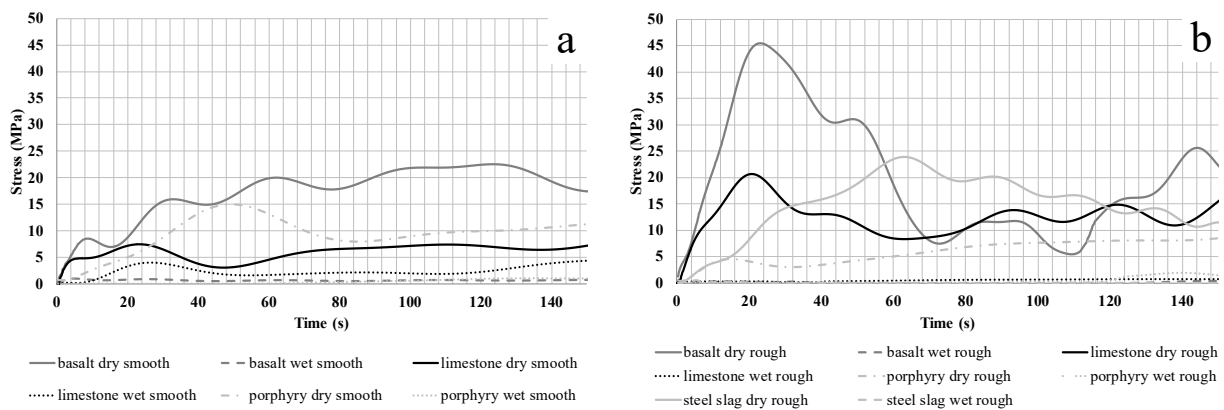 a
50
45
40
35
30
25
20
15
10
5
0
Stress (MPa)
0 20 40 60 80 100 120 140
Time (s)
basalt dry smooth basalt wet smooth limestone dry smooth
limestone wet smooth porphyry dry smooth porphyry wet smooth
b
50
45
40
35
30
25
20
15
10
5
0
Stress (MPa)
0 20 40 60 80 100 120 140
Time (s)
basalt dry rough basalt wet rough limestone dry rough
limestone wet rough porphyry dry rough porphyry wet rough
steel slag dry rough steel slag wet rough